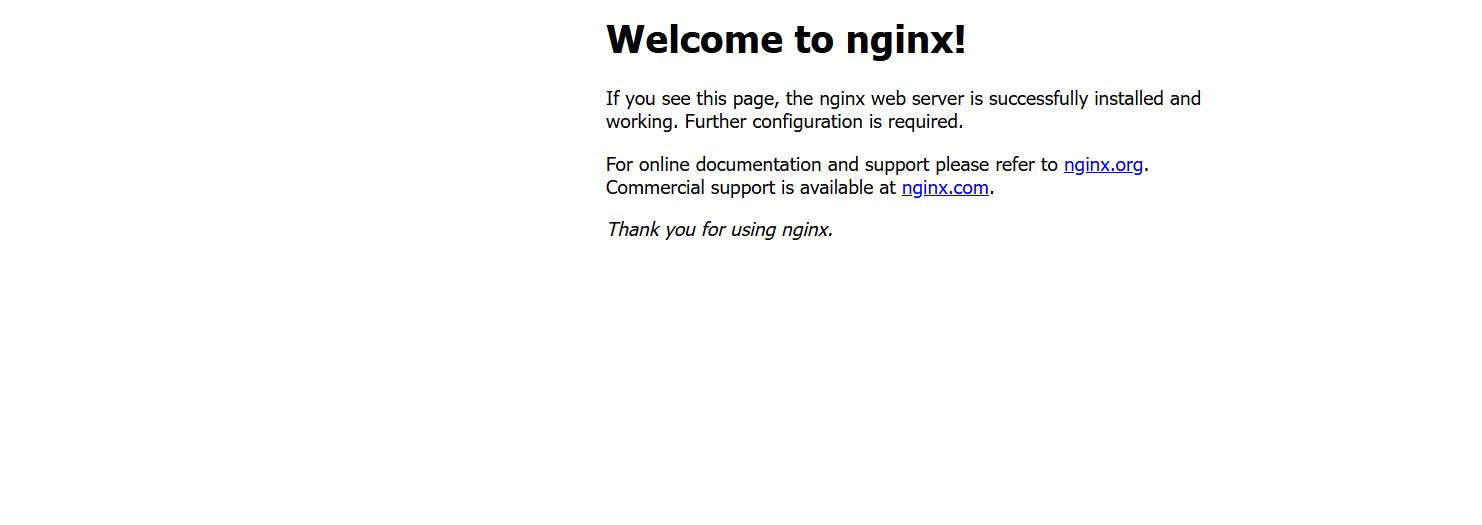 Welcome to nginx!
If you see this page, the nginx web server is successfully installed and
working. Further configuration is required.
For online documentation and support please refer to nginx.org.
Commercial support is available at nginx.com.
Thank you for using nginx.